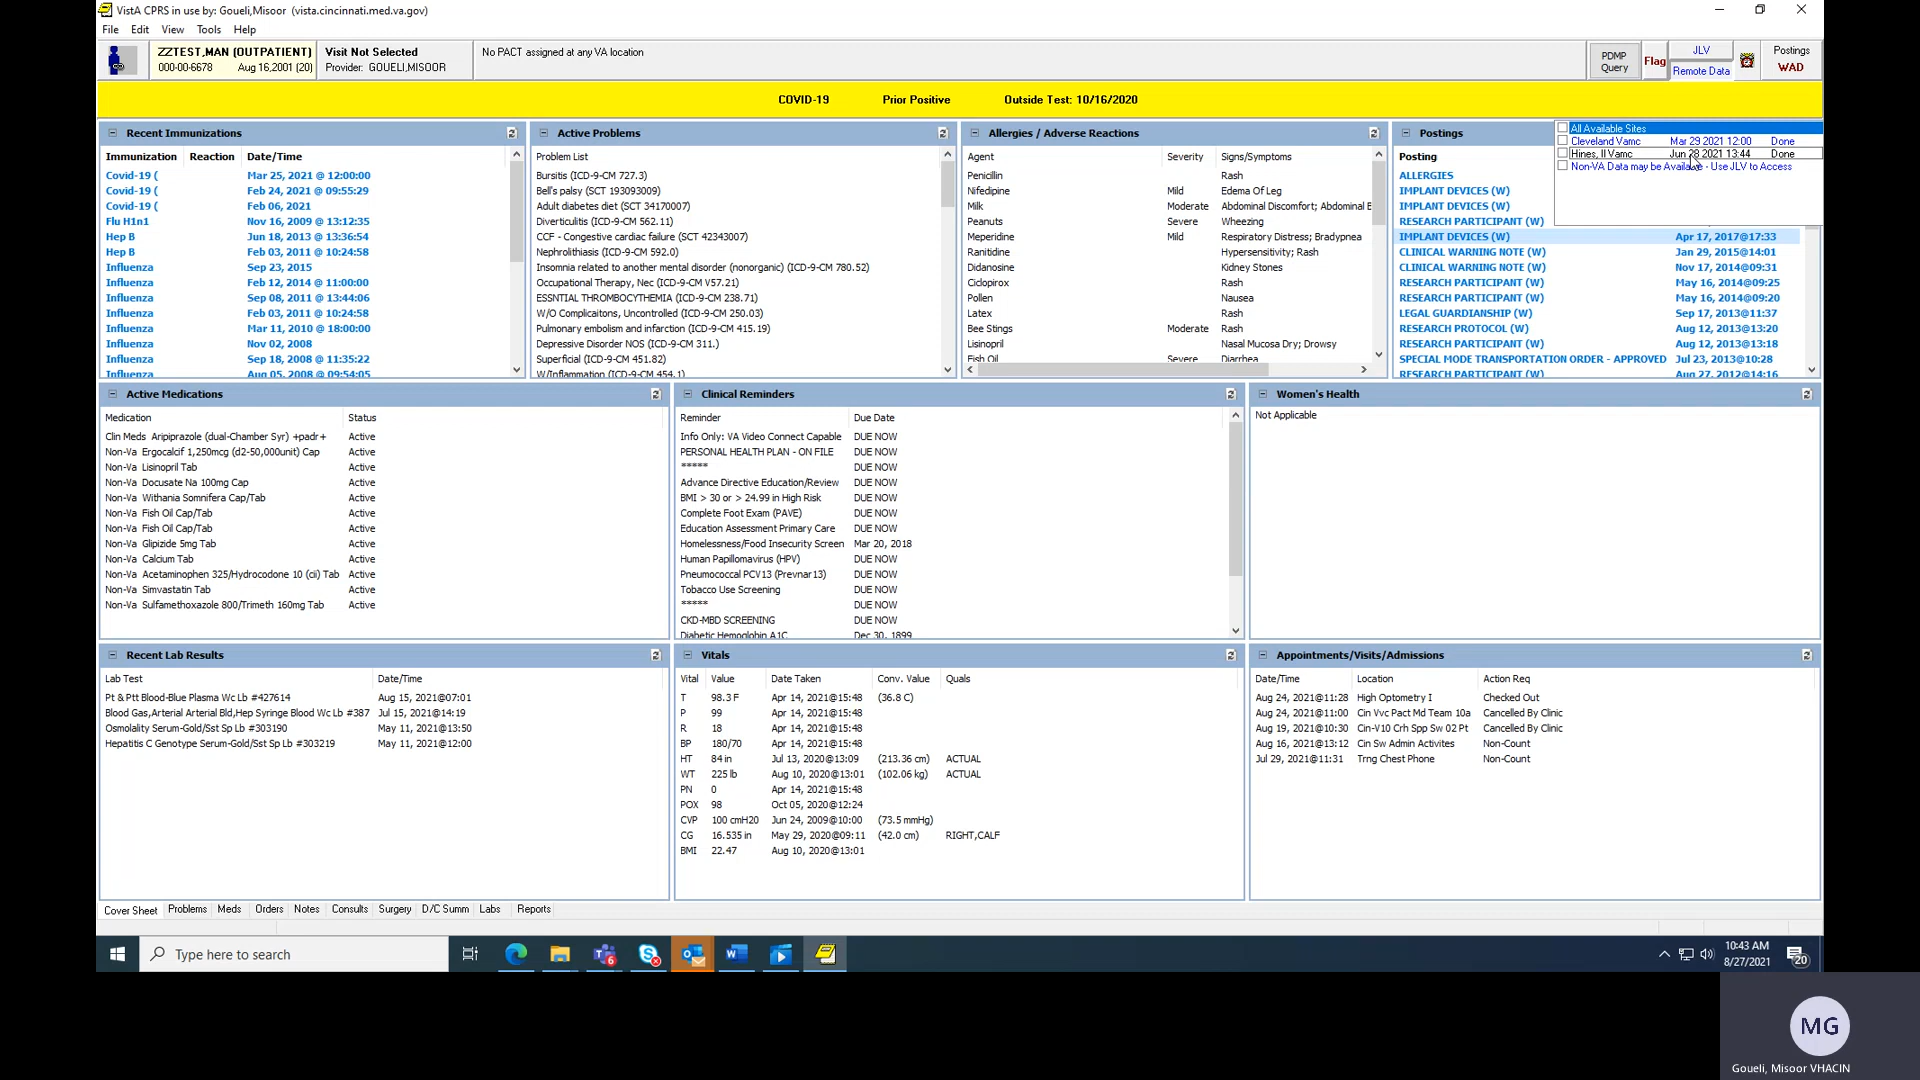 VistA CPRS in use by: Goueli,Misoor (vista.cincinnati.med.va.gov)
File Edit View Tools Help
ZZTEST,MAN (OUTPATIENT)
000-00-6678 Aug 16,2001 (20)
Visit Not Selected
Provider: GOUELI,MISOOR
No PACT assigned at any VA location
PDMP
Query
Flag
JLV
Remote Data
Postings
WAD
COVID-19 Prior Positive Outside Test: 10/16/2020
Recent Immunizations
Immunization Reaction Date/Time
Covid-19 ( Mar 25, 2021 @ 12:00:00
Covid-19 ( Feb 24, 2021 @ 09:55:29
Covid-19 ( Feb 06, 2021
Flu H1n1 Nov 16, 2009 @ 13:12:35
Hep B Jun 18, 2013 @ 13:36:54
Hep B Feb 03, 2011 @ 10:24:58
Influenza Sep 23, 2015
Influenza Feb 12, 2014 @ 11:00:00
Influenza Sep 08, 2011 @ 13:44:06
Influenza Feb 03, 2011 @ 10:24:58
Influenza Mar 11, 2010 @ 18:00:00
Influenza Nov 02, 2008
Influenza Sep 18, 2008 @ 11:35:22
Influenza Aug 05, 2008 @ 09:54:05
Active Problems
Problem List
Bursitis (ICD-9-CM 727.3)
Bell's palsy (SCT 193093009)
Adult diabetes diet (SCT 34170007)
Diverticulitis (ICD-9-CM 562.11)
CCF - Congestive cardiac failure (SCT 42343007)
Nephrolithiasis (ICD-9-CM 592.0)
Insomnia related to another mental disorder (nonorganic) (ICD-9-CM 780.52)
Occupational Therapy, Nec (ICD-9-CM V57.21)
ESSNTIAL THROMBOCYTHEMIA (ICD-9-CM 238.71)
W/O Complicaitons, Uncontrolled (ICD-9-CM 250.03)
Pulmonary embolism and infarction (ICD-9-CM 415.19)
Depressive Disorder NOS (ICD-9-CM 311.)
Superficial (ICD-9-CM 451.82)
W/Inflammation (ICD-9-CM 454.1)
Allergies / Adverse Reactions
Agent Severity Signs/Symptoms
Penicillin Rash
Nifedipine Mild Edema Of Leg
Milk Moderate Abdominal Discomfort; Abdominal E
Peanuts Severe Wheezing
Meperidine Mild Respiratory Distress; Bradypnea
Ranitidine Hypersensitivity; Rash
Didanosine Kidney Stones
Ciclopirox Rash
Pollen Nausea
Latex Rash
Bee Stings Moderate Rash
Lisinopril Nasal Mucosa Dry; Drowsy
Fish Oil Severe Diarrhea
Postings
Posting
ALLERGIES
IMPLANT DEVICES (W)
IMPLANT DEVICES (W)
RESEARCH PARTICIPANT (W)
IMPLANT DEVICES (W) Apr 17, 2017@17:33
CLINICAL WARNING NOTE (W) Jan 29, 2015@14:01
CLINICAL WARNING NOTE (W) Nov 17, 2014@09:31
RESEARCH PARTICIPANT (W) May 16, 2014@09:25
RESEARCH PARTICIPANT (W) May 16, 2014@09:20
LEGAL GUARDIANSHIP (W) Sep 17, 2013@11:37
RESEARCH PROTOCOL (W) Aug 12, 2013@13:20
RESEARCH PARTICIPANT (W) Aug 12, 2013@13:18
SPECIAL MODE TRANSPORTATION ORDER - APPROVED Jul 23, 2013@10:28
RESEARCH PARTICIPANT (W) Aug 27, 2012@14:16
All Available Sites
Cleveland Vamc Mar 29 2021 12:00 Done
Hines, Il Vamc Jun 28 2021 13:44 Done
Non-VA Data may be Available - Use JLV to Access
Active Medications
Medication Status
Clin Meds Aripiprazole (dual-Chamber Syr) +padr+ Active
Non-Va Ergocalcif 1,250mcg (d2-50,000unit) Cap Active
Non-Va Lisinopril Tab Active
Non-Va Docusate Na 100mg Cap Active
Non-Va Withania Somnifera Cap/Tab Active
Non-Va Fish Oil Cap/Tab Active
Non-Va Fish Oil Cap/Tab Active
Non-Va Glipizide 5mg Tab Active
Non-Va Calcium Tab Active
Non-Va Acetaminophen 325/Hydrocodone 10 (cii) Tab Active
Non-Va Simvastatin Tab Active
Non-Va Sulfamethoxazole 800/Trimeth 160mg Tab Active
Clinical Reminders
Reminder Due Date
Info Only: VA Video Connect Capable DUE NOW
PERSONAL HEALTH PLAN - ON FILE DUE NOW
***** DUE NOW
Advance Directive Education/Review DUE NOW
BMI > 30 or > 24.99 in High Risk DUE NOW
Complete Foot Exam (PAVE) DUE NOW
Education Assessment Primary Care DUE NOW
Homelessness/Food Insecurity Screen Mar 20, 2018
Human Papillomavirus (HPV) DUE NOW
Pneumococcal PCV13 (Prevnar13) DUE NOW
Tobacco Use Screening DUE NOW
***** DUE NOW
CKD-MBD SCREENING DUE NOW
Diabetic Hemoglobin A1C Dec 30, 1899
Women's Health
Not Applicable
Recent Lab Results
Lab Test Date/Time
Pt & Ptt Blood-Blue Plasma Wc Lb #427614 Aug 15, 2021@07:01
Blood Gas,Arterial Arterial Bld,Hep Syringe Blood Wc Lb #387 Jul 15, 2021@14:19
Osmolality Serum-Gold/Sst Sp Lb #303190 May 11, 2021@13:50
Hepatitis C Genotype Serum-Gold/Sst Sp Lb #303219 May 11, 2021@12:00
Vitals
Vital Value Date Taken Conv. Value Quals
T 98.3 F Apr 14, 2021@15:48 (36.8 C)
P 99 Apr 14, 2021@15:48
R 18 Apr 14, 2021@15:48
BP 180/70 Apr 14, 2021@15:48
HT 84 in Jul 13, 2020@13:09 (213.36 cm) ACTUAL
WT 225 lb Aug 10, 2020@13:01 (102.06 kg) ACTUAL
PN 0 Apr 14, 2021@15:48
POX 98 Oct 05, 2020@12:24
CVP 100 cmH20 Jun 24, 2009@10:00 (73.5 mmHg)
CG 16.535 in May 29, 2020@09:11 (42.0 cm) RIGHT,CALF
BMI 22.47 Aug 10, 2020@13:01
Appointments/Visits/Admissions
Date/Time Location Action Req
Aug 24, 2021@11:28 High Optometry I Checked Out
Aug 24, 2021@11:00 Cin Vvc Pact Md Team 10a Cancelled By Clinic
Aug 19, 2021@10:30 Cin-V10 Crh Spp Sw 02 Pt Cancelled By Clinic
Aug 16, 2021@13:12 Cin Sw Admin Activites Non-Count
Jul 29, 2021@11:31 Trng Chest Phone Non-Count
Cover Sheet Problems Meds Orders Notes Consults Surgery D/C Summ Labs Reports
Type here to search
6
10:43 AM
8/27/2021
20
MG
Goueli, Misoor VHACIN